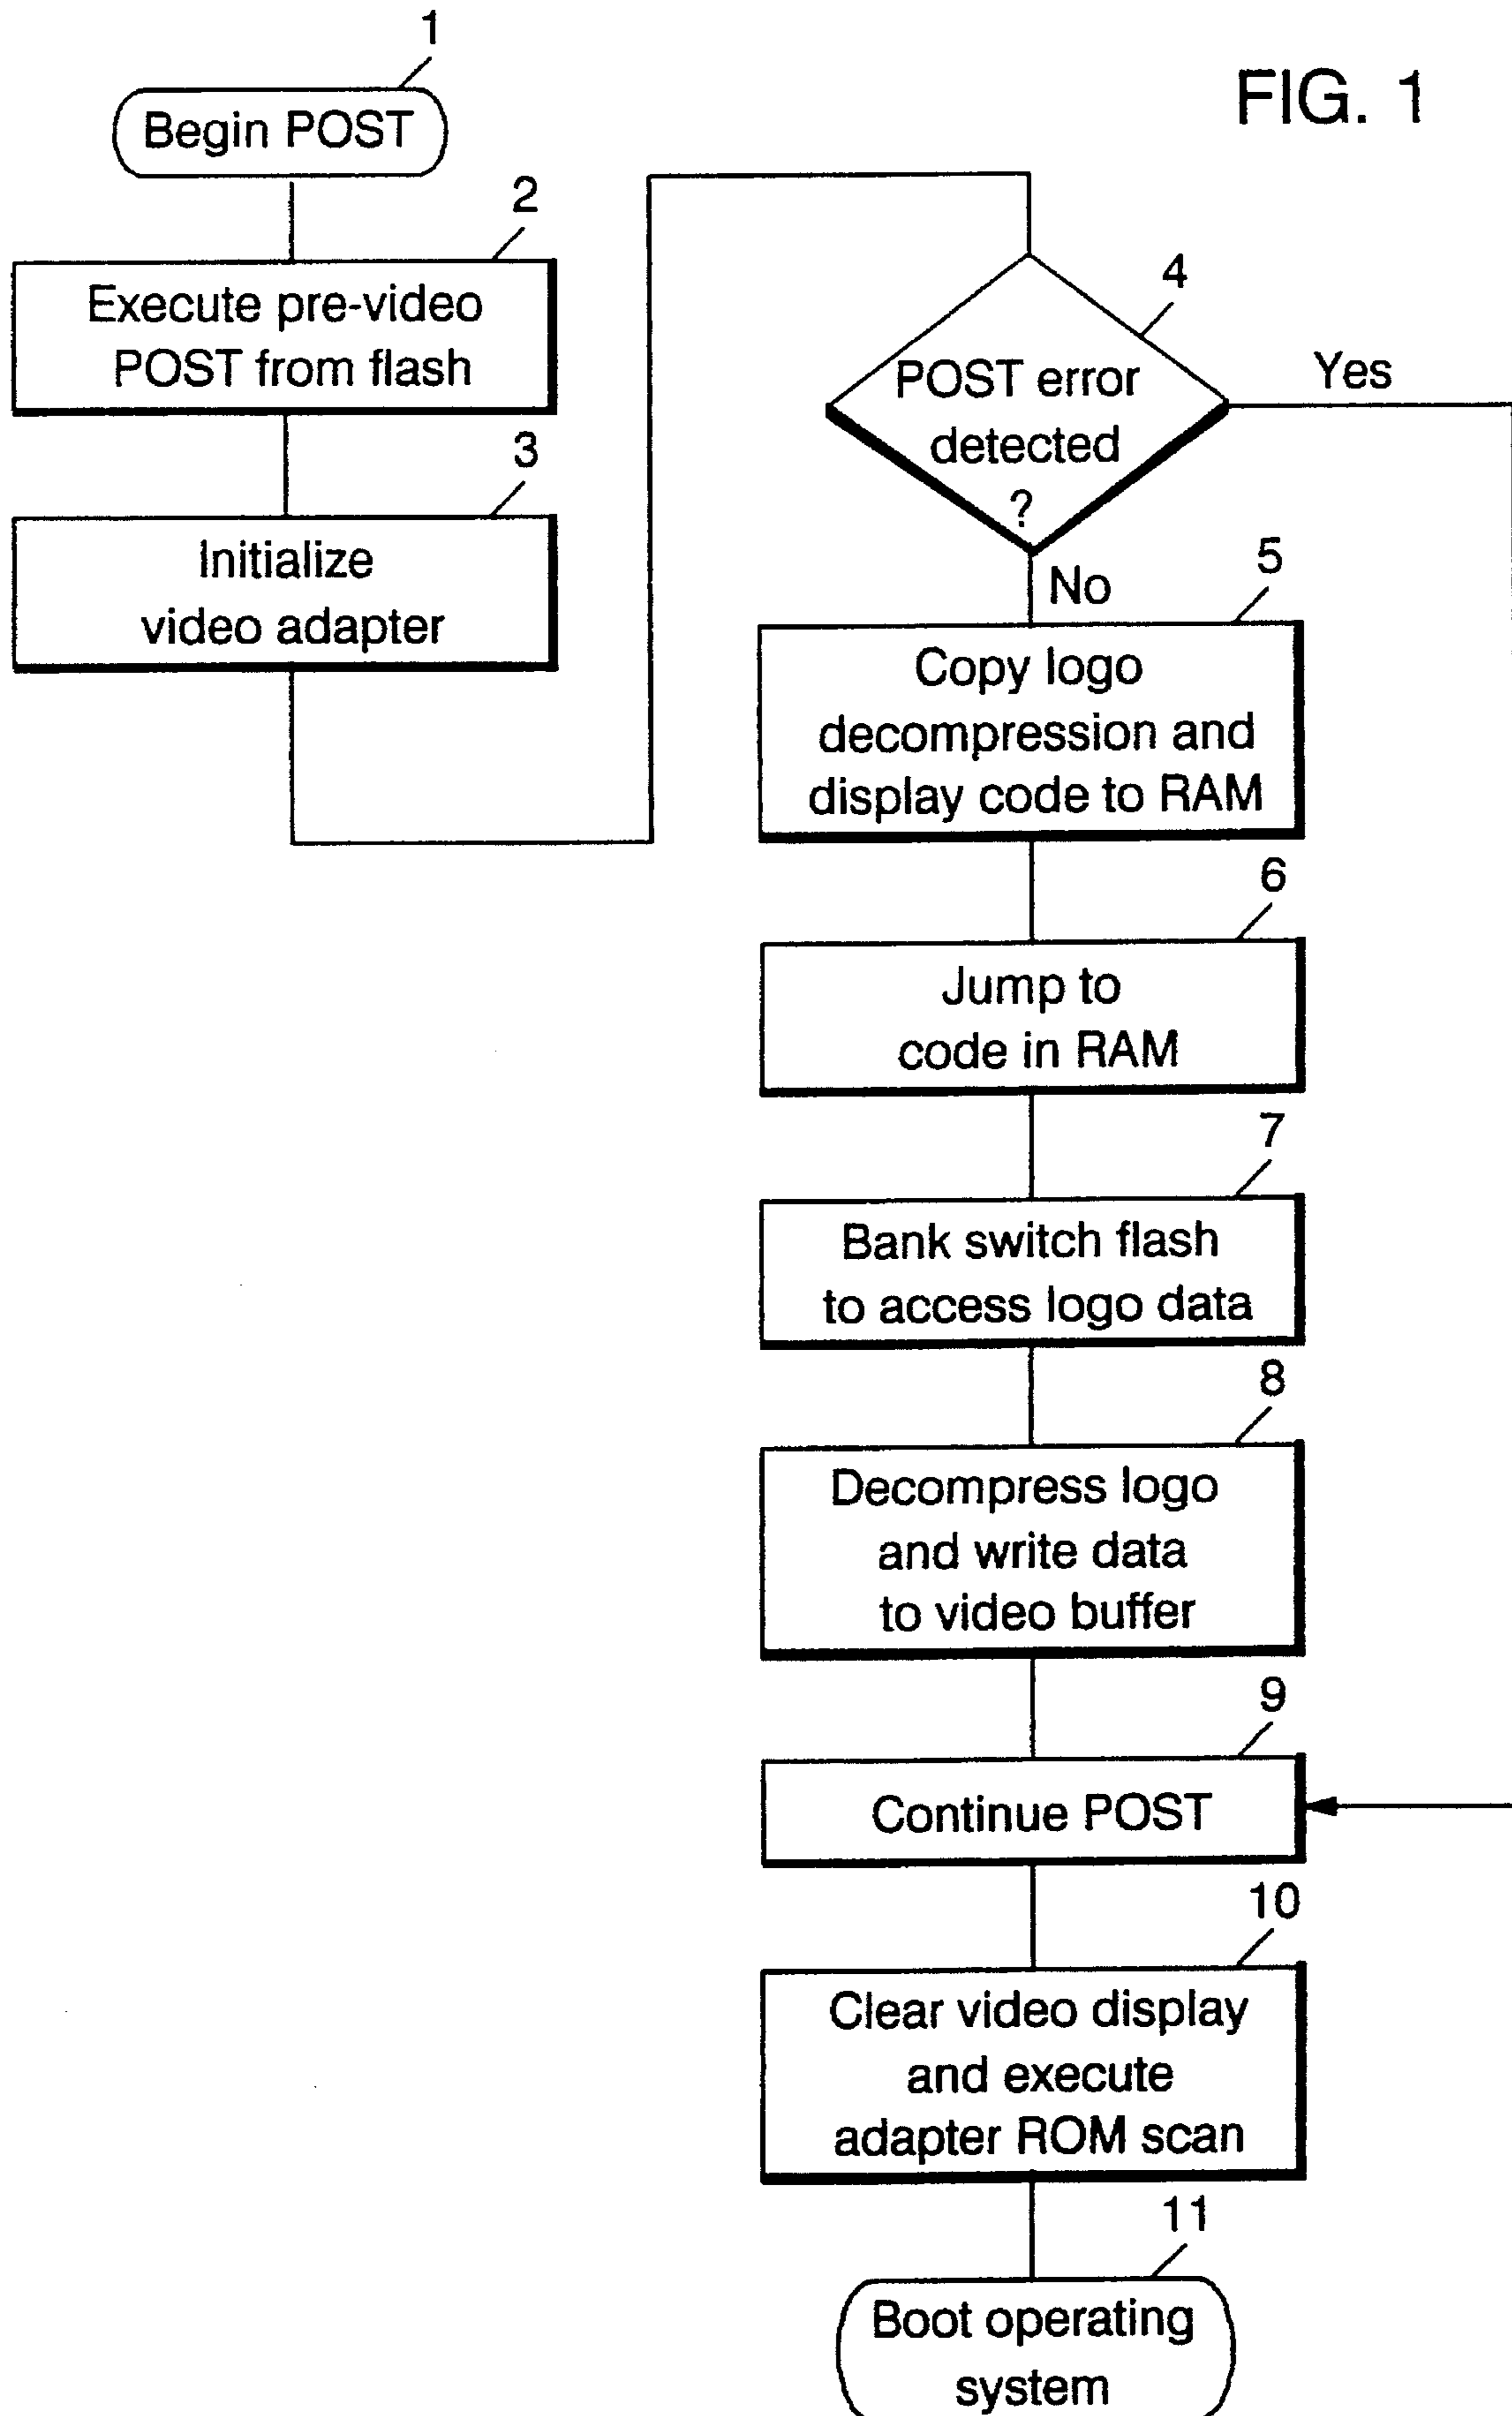 FIG. 1
1
Begin POST
2
Execute pre-video
POST from flash
3
Initialize
video adapter
4
POST error
detected
?
Yes
No
5
Copy logo
decompression and
display code to RAM
6
Jump to
code in RAM
7
Bank switch flash
to access logo data
8
Decompress logo
and write data
to video buffer
9
Continue POST
10
Clear video display
and execute
adapter ROM scan
11
Boot operating
system